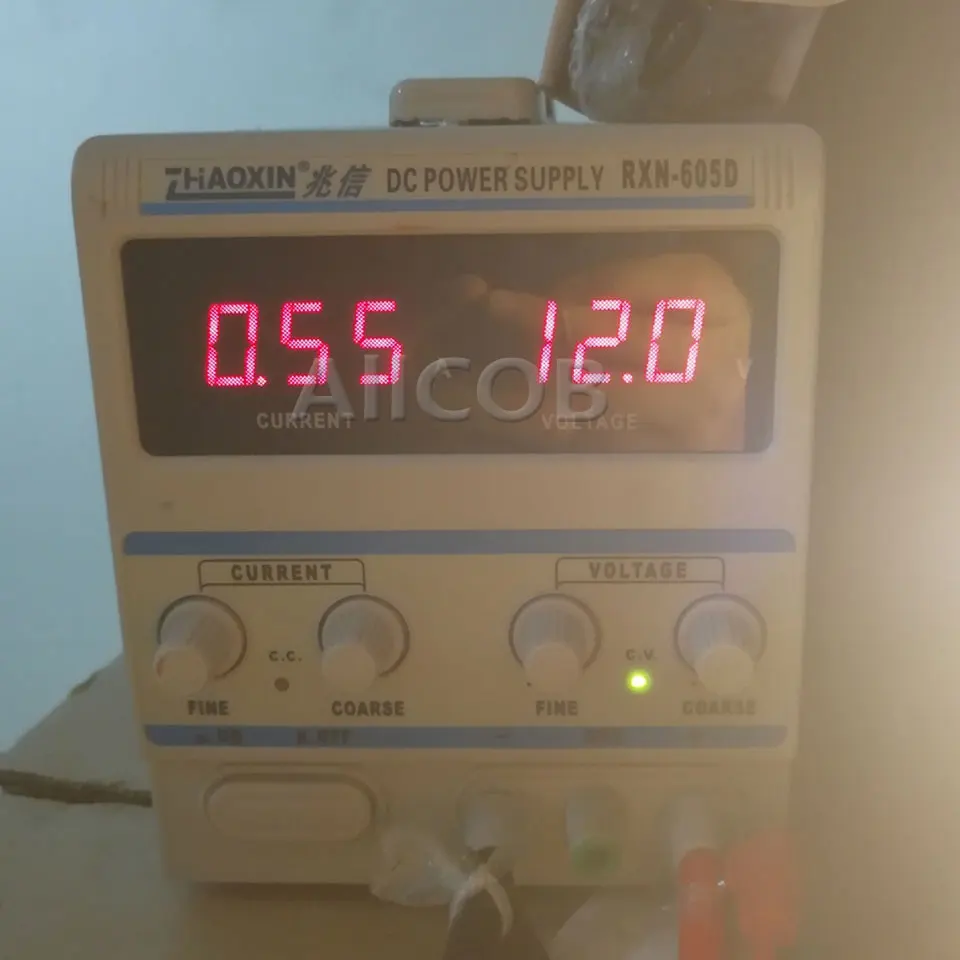 ZHAOXIN® 兆信 DC POWER SUPPLY RXN-605D
0.55 12.0
AIICOB
CURRENT VOLTAGE
CURRENT VOLTAGE
C.C. C.V.
FINE COARSE FINE COARSE